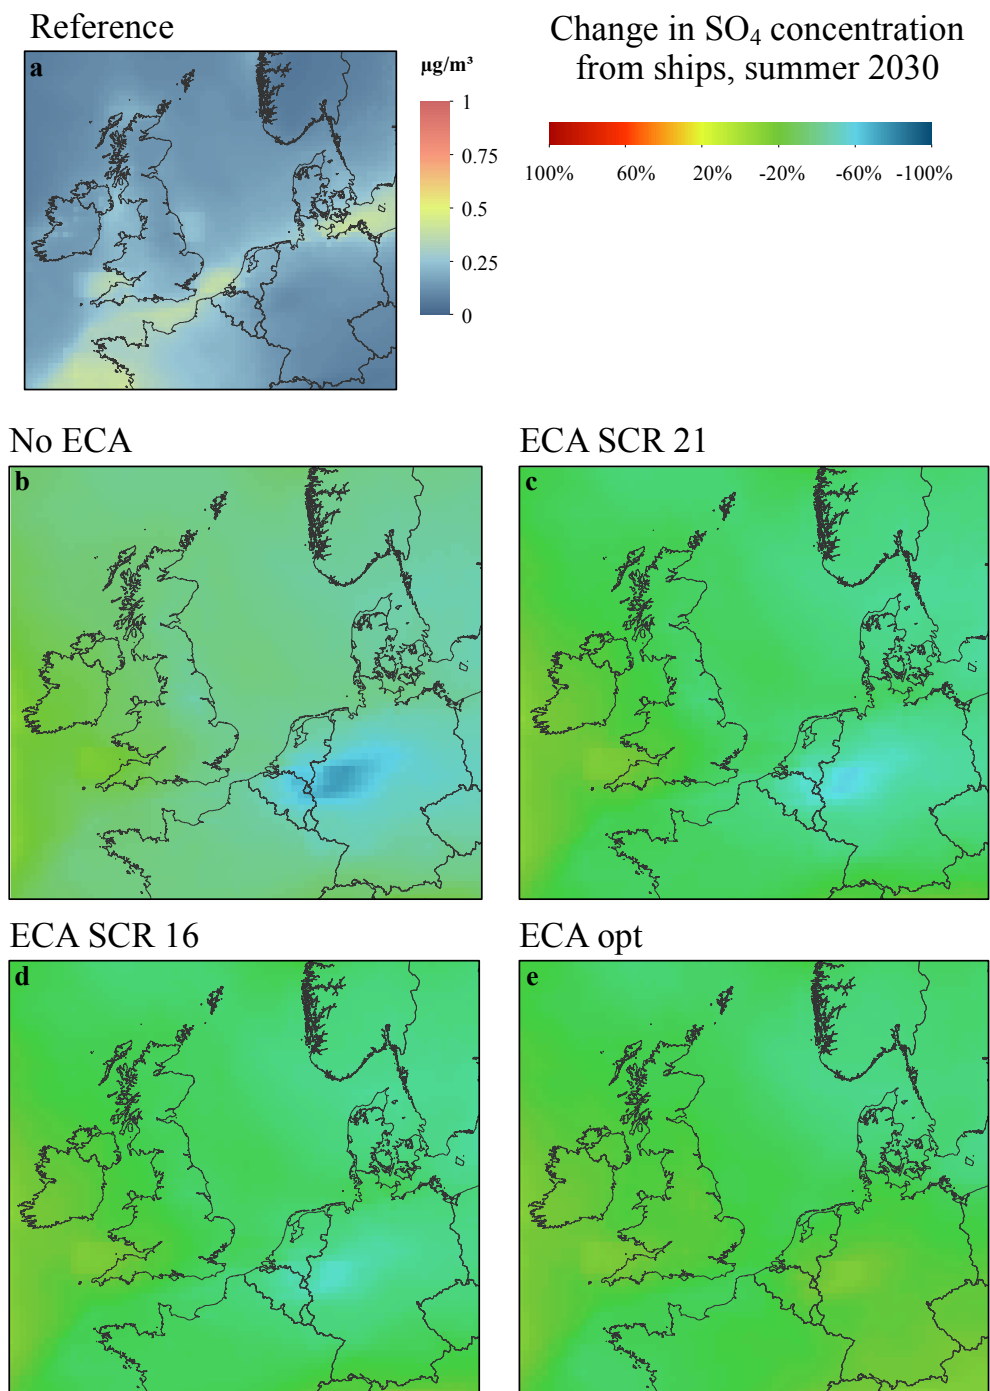 Reference
Change in SO₄ concentration
from ships, summer 2030
a
µg/m³
1
0.75
0.5
0.25
0
100% 60% 20% -20% -60% -100%
No ECA
ECA SCR 21
b
c
ECA SCR 16
ECA opt
d
e